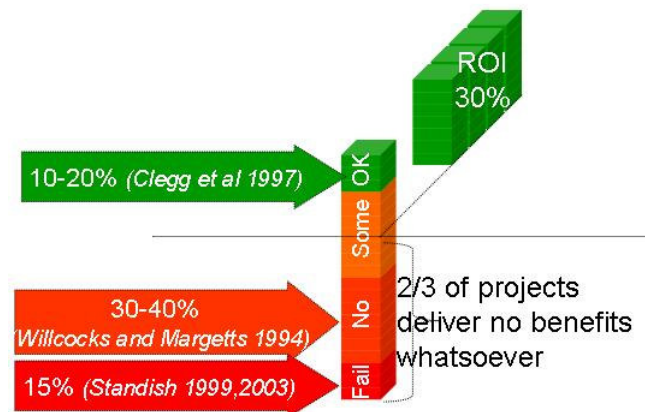 ROI
30%
10-20% (Clegg et al 1997)
OK
Some
30-40%
(Willcocks and Margetts 1994)
No
2/3 of projects
deliver no benefits
whatsoever
15% (Standish 1999,2003)
Fail